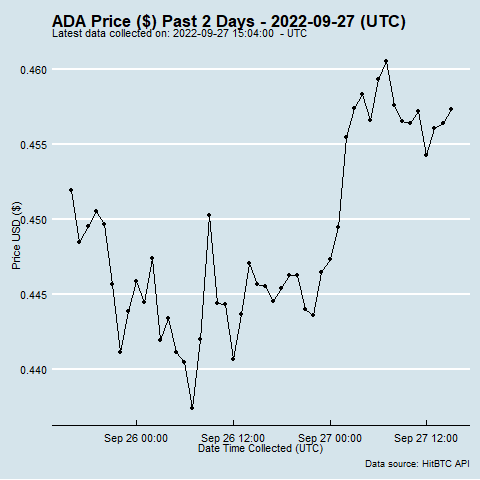 ADA Price ($) Past 2 Days - 2022-09-27 (UTC)
Latest data collected on: 2022-09-27 15:04:00 - UTC
0.460
0.455
0.450
0.445
0.440
Price USD ($)
Sep 26 00:00 Sep 26 12:00 Sep 27 00:00 Sep 27 12:00
Date Time Collected (UTC)
Data source: HitBTC API